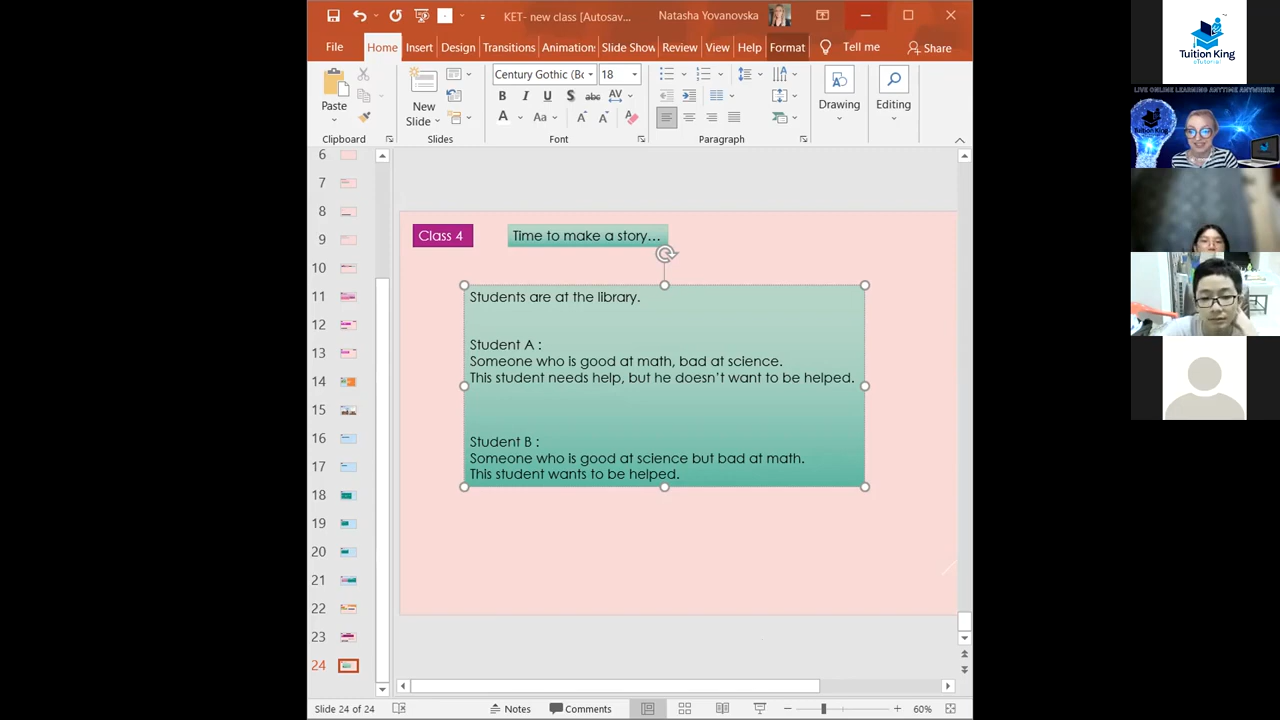 KET- new class [Autosav...
Natasha Yovanovska
File Home Insert Design Transitions Animation Slide Show Review View Help Format Tell me Share
Century Gothic (Bc 18
Paste
New
Slide
Drawing
Editing
Clipboard Slides Font Paragraph
6
7
8
9
10
11
12
13
14
15
16
17
18
19
20
21
22
23
24
Class 4
Time to make a story...
Students are at the library.
Student A :
Someone who is good at math, bad at science.
This student needs help, but he doesn't want to be helped.
Student B :
Someone who is good at science but bad at math.
This student wants to be helped.
Slide 24 of 24
Notes
Comments
60%
Tuition King
eTutorial
LIVE ONLINE LEARNING ANYTIME ANYWHERE
Tuition King